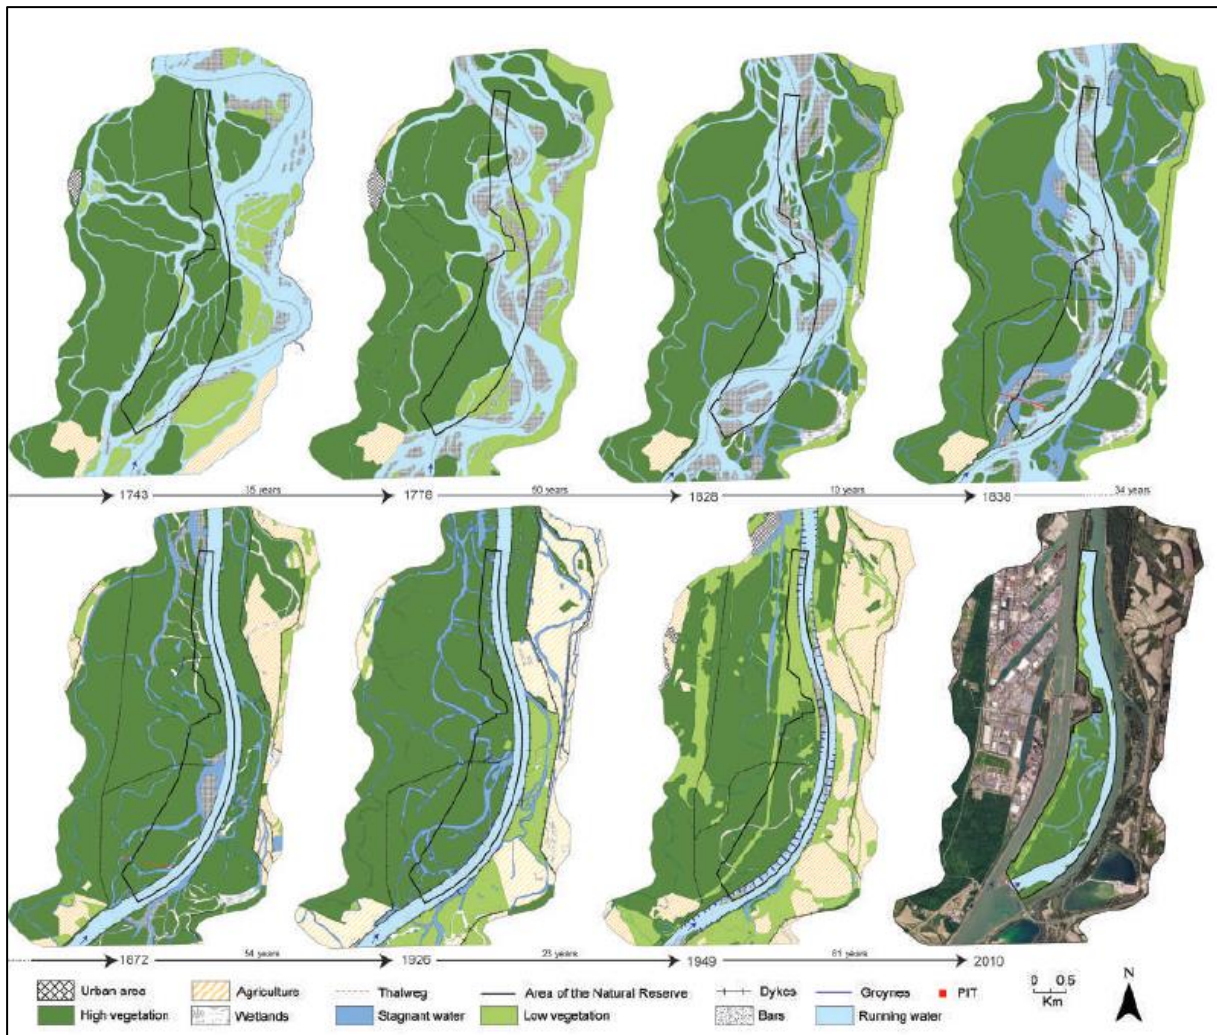 1743 35 years 1778 50 years 1828 10 years 1838 34 years
1872 54 years 1926 23 years 1949 61 years 2010
0 0.5
Km
N
Urban area Agriculture Thalweg Area of the Natural Reserve Dykes Groynes PIT
High vegetation Wetlands Stagnant water Low vegetation Bars Running water